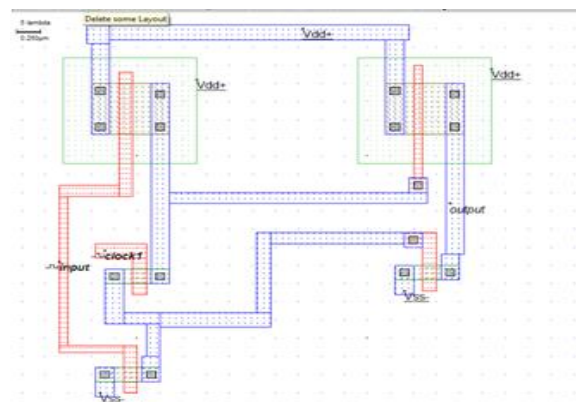 Delete some Layout
5 lambda
0.250µm
Vdd+
Vdd+
Vdd+
output
clock1
input
Vss-
Vss-